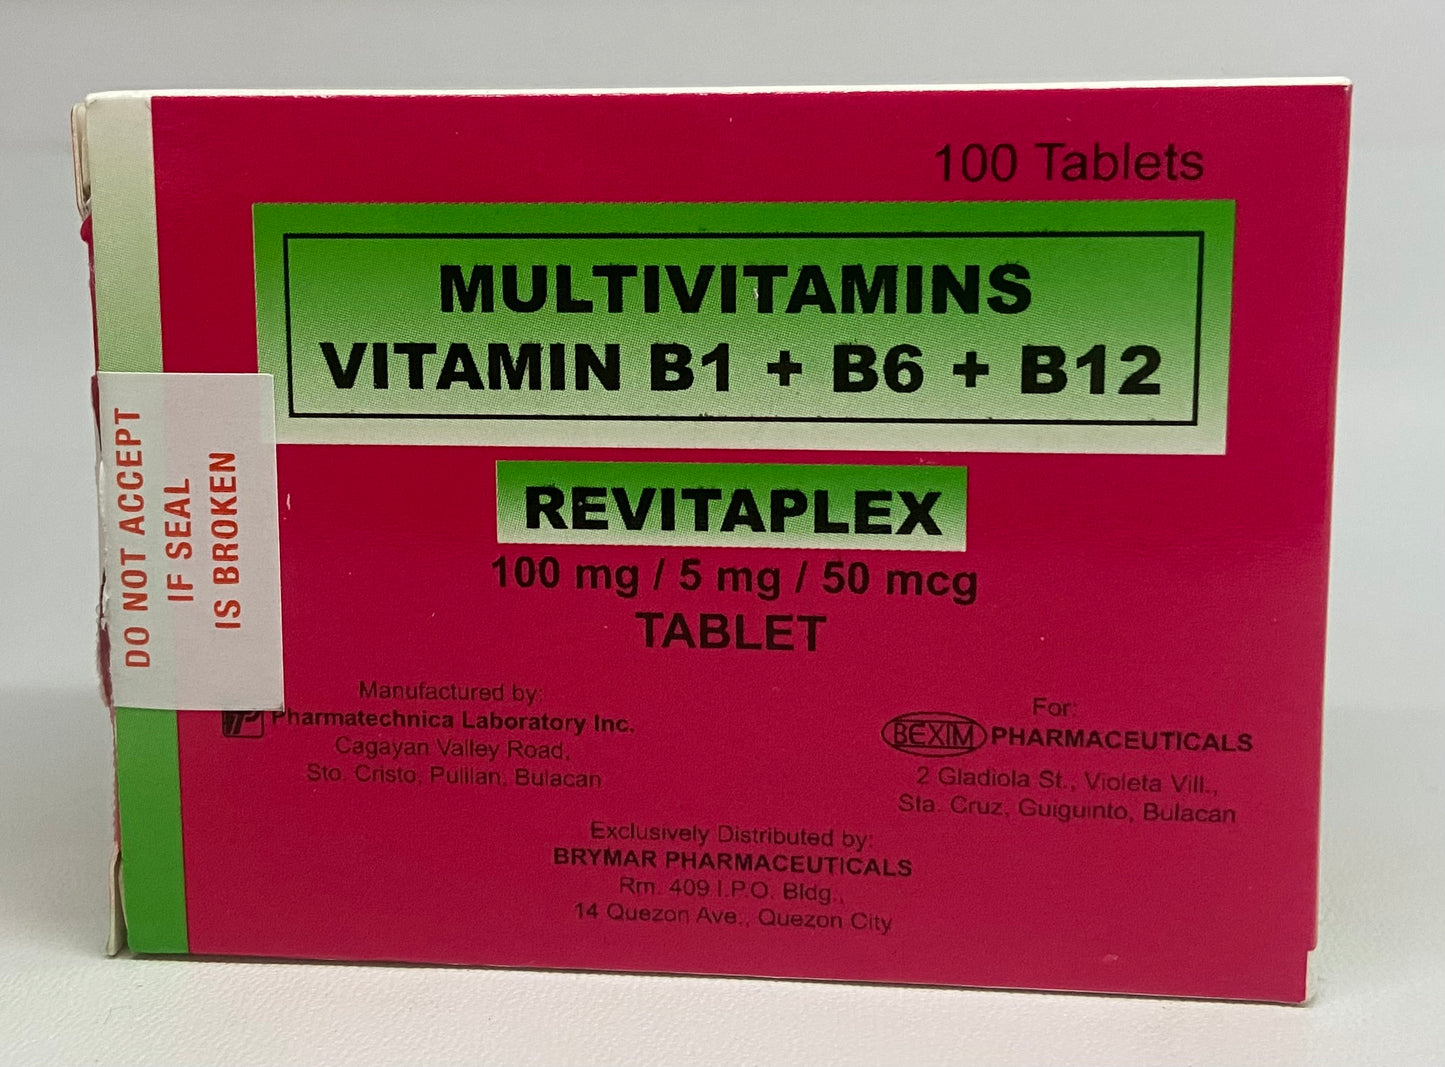 100 Tablets
MULTIVITAMINS
VITAMIN B1 + B6 + B12
REVITAPLEX
100 mg / 5 mg / 50 mcg
TABLET
DO NOT ACCEPT
IF SEAL
IS BROKEN
Manufactured by:
Pharmatechnica Laboratory Inc.
Cagayan Valley Road,
Sto. Cristo, Pulilan, Bulacan
For:
BEXIM PHARMACEUTICALS
2 Gladiola St., Violeta Vill.,
Sta. Cruz, Guiguinto, Bulacan
Exclusively Distributed by:
BRYMAR PHARMACEUTICALS
Rm. 409 I.P.O. Bldg.,
14 Quezon Ave., Quezon City